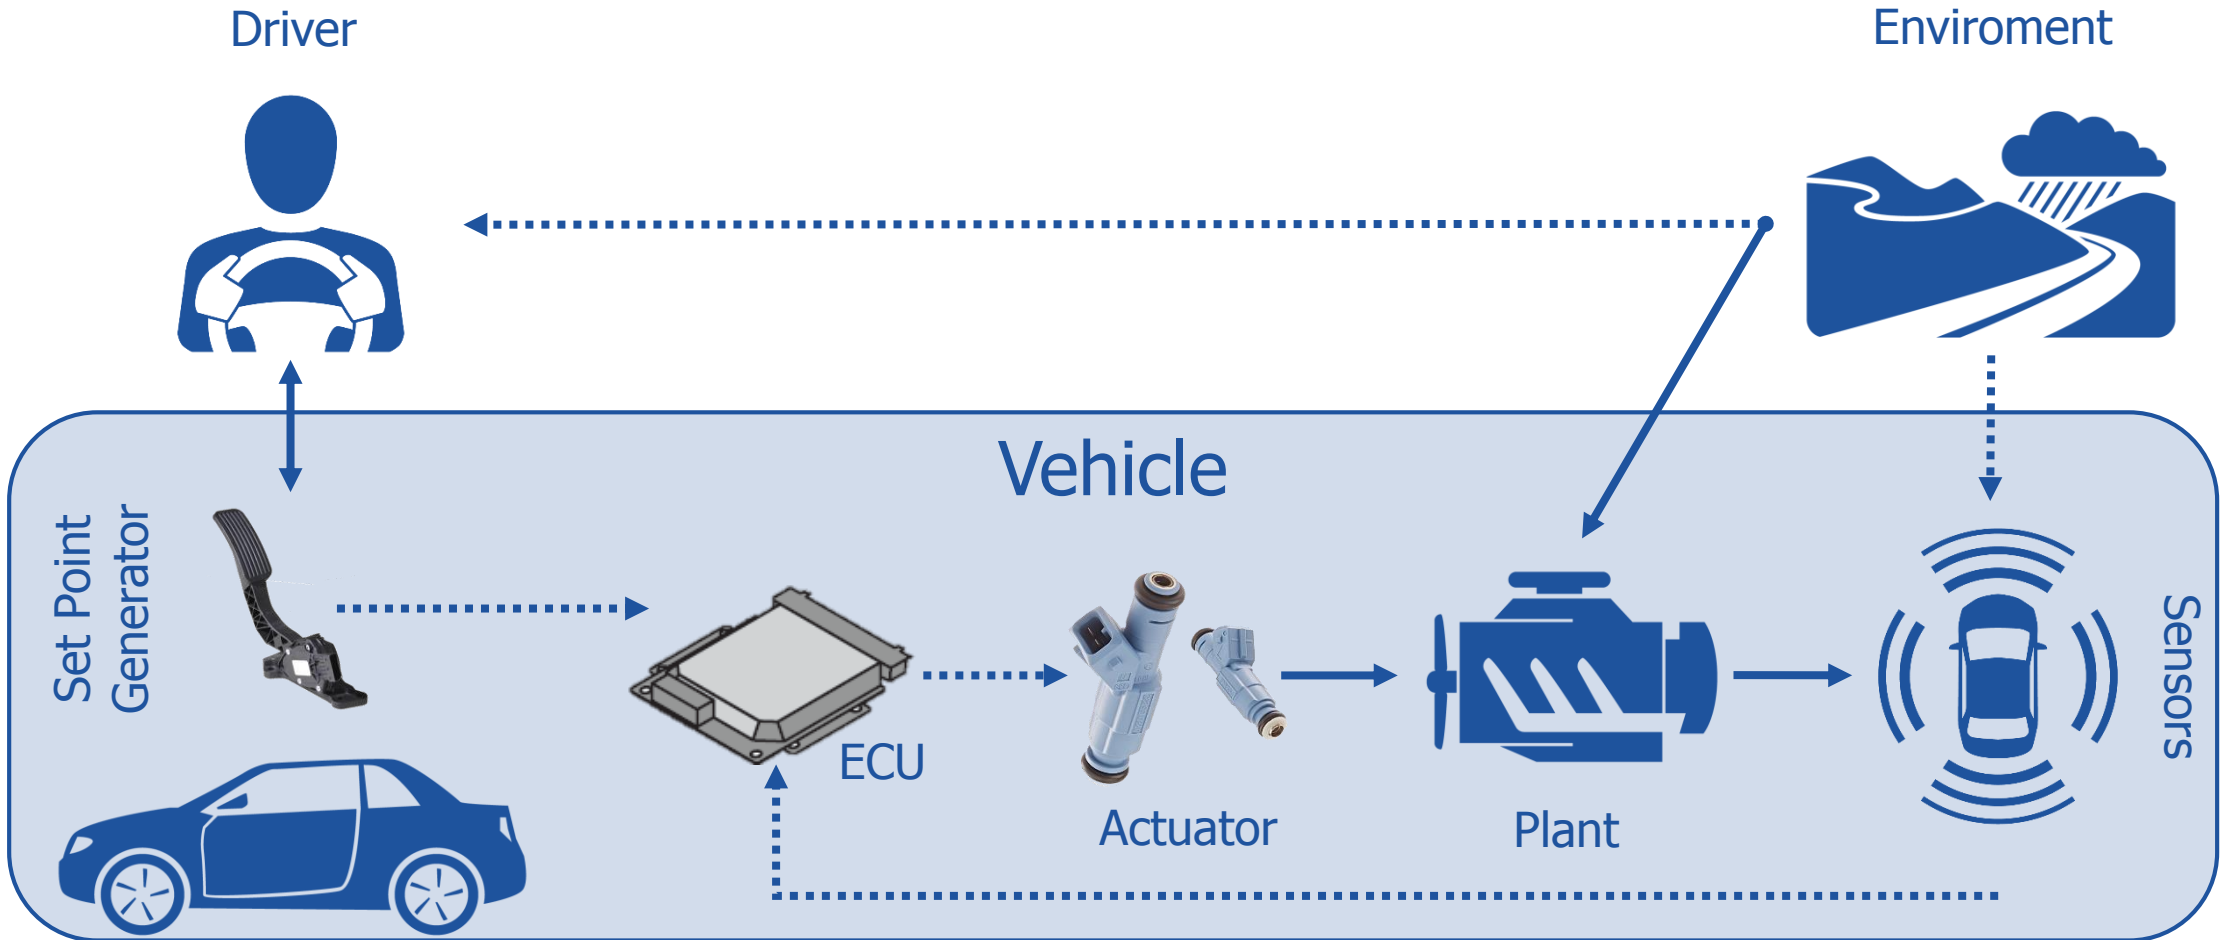 Driver
Enviroment
Vehicle
Set Point
Generator
ECU
Actuator
Plant
Sensors